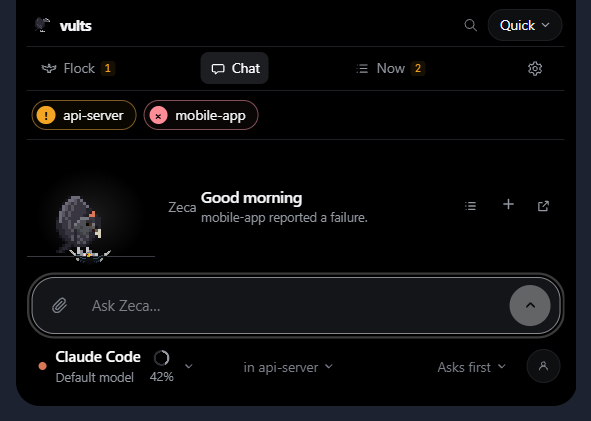 vults
Quick
Flock 1
Chat
Now 2
! api-server
× mobile-app
Zeca
Good morning
mobile-app reported a failure.
Ask Zeca...
Claude Code
Default model
42%
in api-server
Asks first